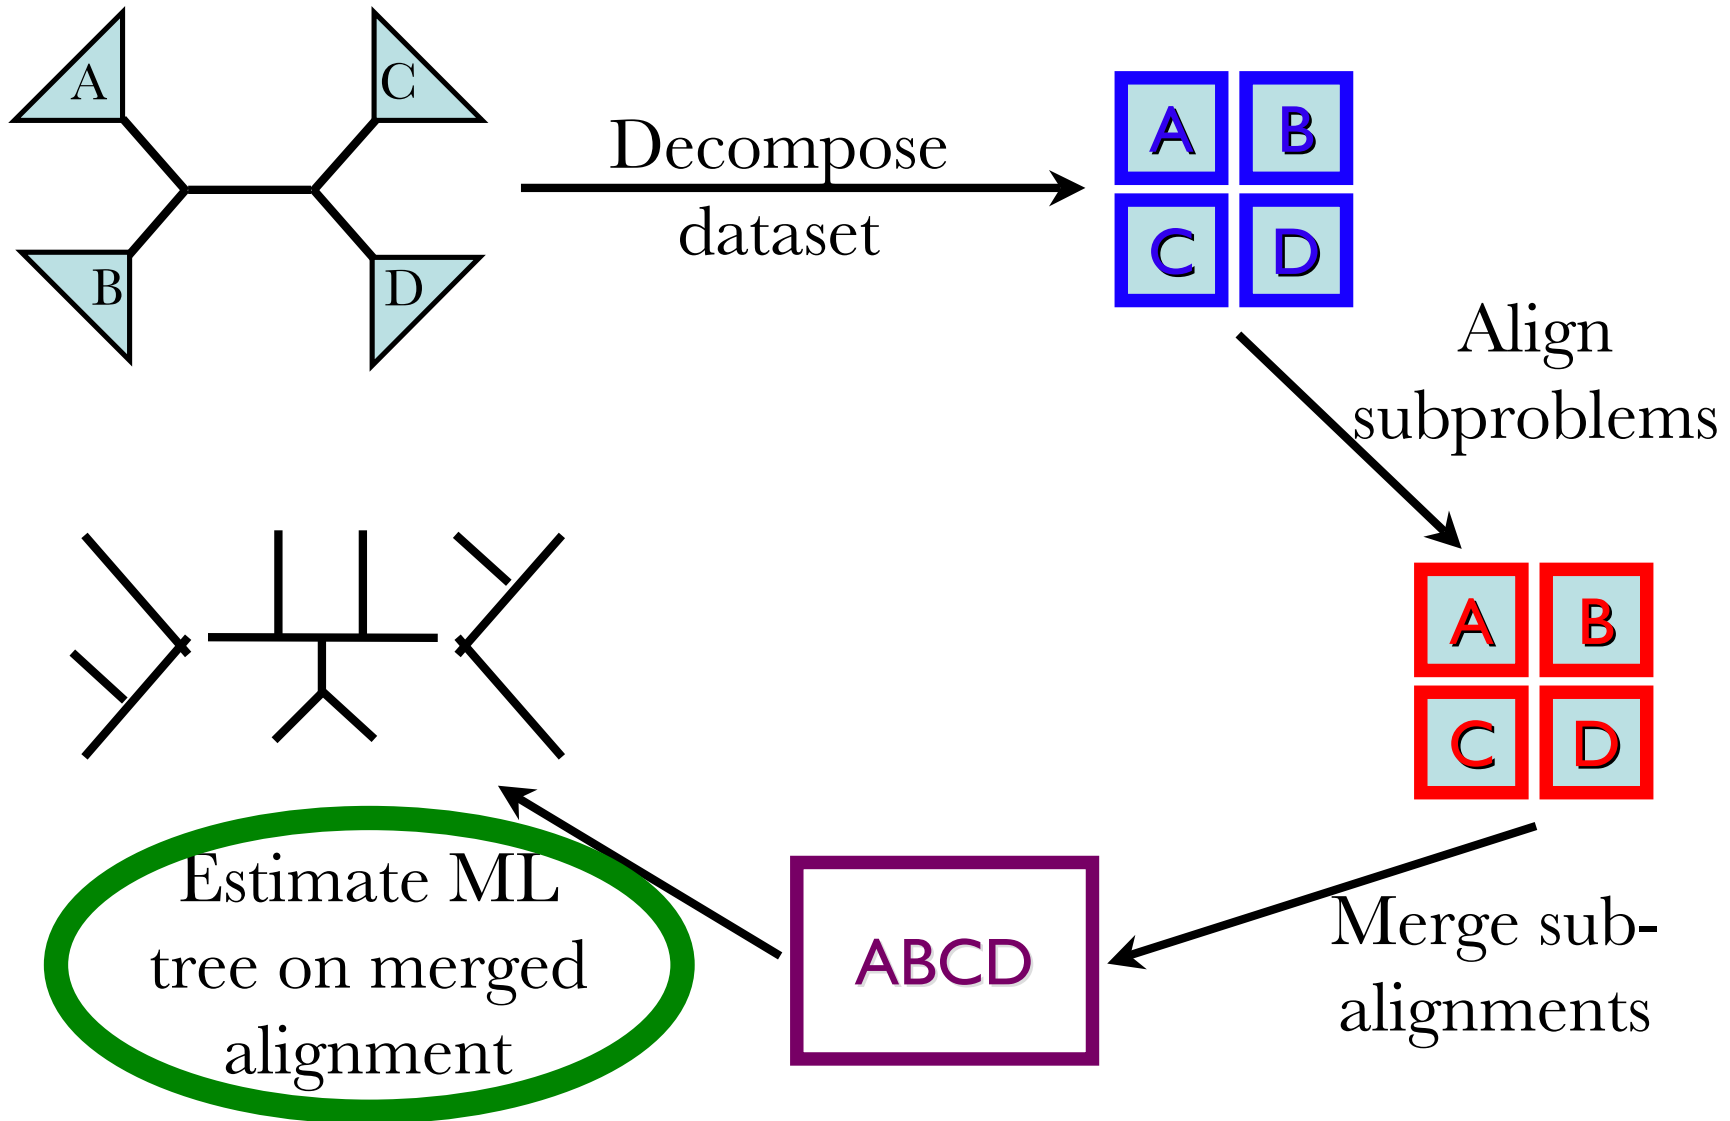 A
C
B
D
Decompose
dataset
A B
C D
Align
subproblems
A B
C D
Merge sub-
alignments
ABCD
Estimate ML
tree on merged
alignment